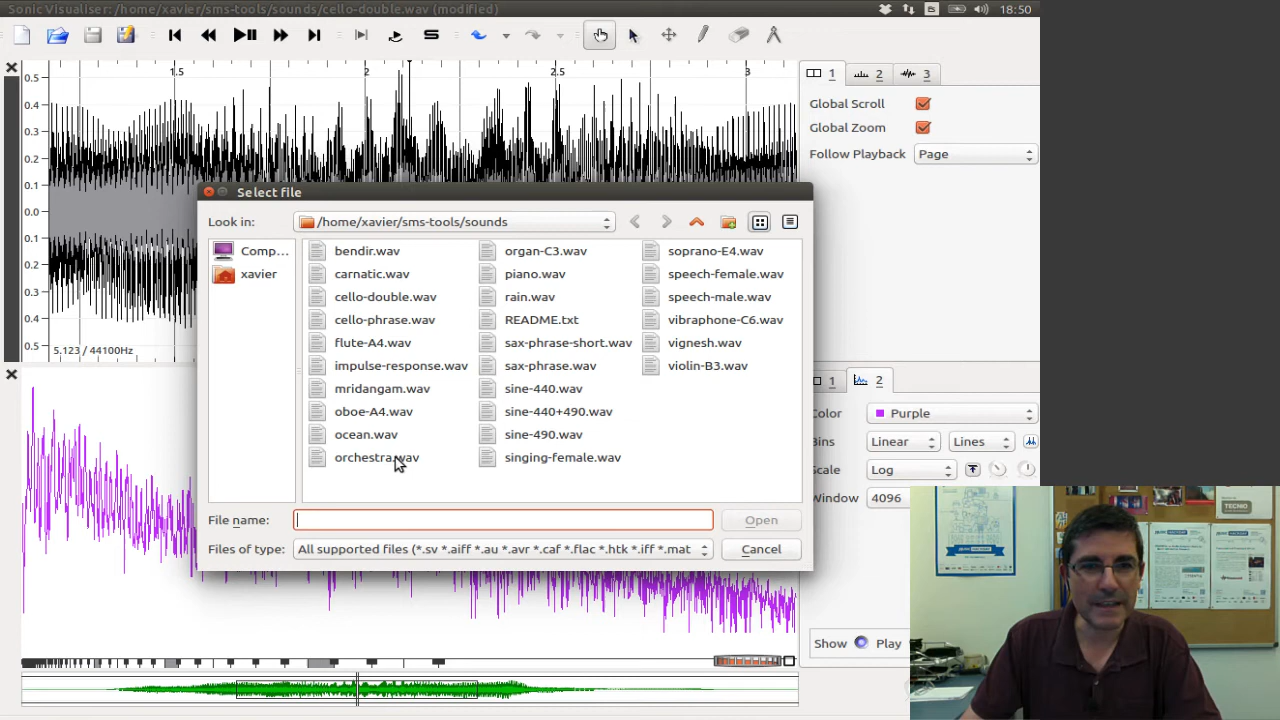 Sonic Visualiser: /home/xavier/sms-tools/sounds/cello-double.wav (modified)
Es
18:50
1.5
2
2.5
3
0.5
0.4
0.3
0.2
0.1
0.0
0.1
0.2
0.3
0.4
0.5
5.123 / 44100Hz
1
2
3
Global Scroll
Global Zoom
Follow Playback
Page
Select file
Look in:
/home/xavier/sms-tools/sounds
Comp...
xavier
bendir.wav
carnatic.wav
cello-double.wav
cello-phrase.wav
flute-A4.wav
impulse-response.wav
mridangam.wav
oboe-A4.wav
ocean.wav
orchestra.wav
organ-C3.wav
piano.wav
rain.wav
README.txt
sax-phrase-short.wav
sax-phrase.wav
sine-440.wav
sine-440+490.wav
sine-490.wav
singing-female.wav
soprano-E4.wav
speech-female.wav
speech-male.wav
vibraphone-C6.wav
vignesh.wav
violin-B3.wav
File name:
Open
Files of type:
All supported files (*.sv *.aiff *.au *.avr *.caf *.flac *.htk *.iff *.mat
Cancel
1
2
Color
Purple
Bins
Linear
Lines
Scale
Log
Window
4096
Show
Play